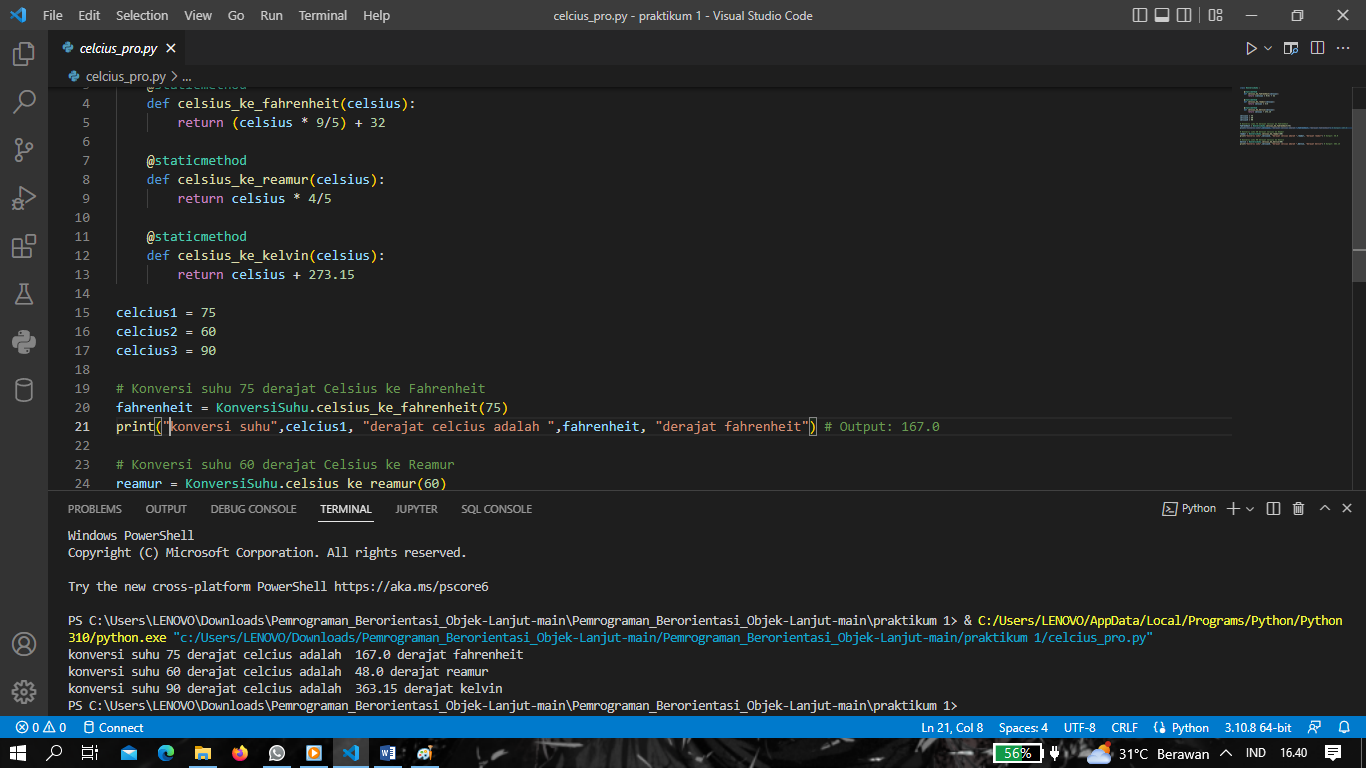 File Edit Selection View Go Run Terminal Help celcius_pro.py - praktikum 1 - Visual Studio Code
celcius_pro.py
celcius_pro.py > ...
3 @staticmethod
4 def celsius_ke_fahrenheit(celsius):
5 return (celsius * 9/5) + 32
6
7 @staticmethod
8 def celsius_ke_reamur(celsius):
9 return celsius * 4/5
10
11 @staticmethod
12 def celsius_ke_kelvin(celsius):
13 return celsius + 273.15
14
15 celcius1 = 75
16 celcius2 = 60
17 celcius3 = 90
18
19 # Konversi suhu 75 derajat Celsius ke Fahrenheit
20 fahrenheit = KonversiSuhu.celsius_ke_fahrenheit(75)
21 print("konversi suhu",celcius1, "derajat celcius adalah ",fahrenheit, "derajat fahrenheit") # Output: 167.0
22
23 # Konversi suhu 60 derajat Celsius ke Reamur
24 reamur = KonversiSuhu.celsius_ke_reamur(60)
PROBLEMS OUTPUT DEBUG CONSOLE TERMINAL JUPYTER SQL CONSOLE Python
Windows PowerShell
Copyright (C) Microsoft Corporation. All rights reserved.
Try the new cross-platform PowerShell https://aka.ms/pscore6
PS C:\Users\LENOVO\Downloads\Pemrograman_Berorientasi_Objek-Lanjut-main\Pemrograman_Berorientasi_Objek-Lanjut-main\praktikum 1> & C:/Users/LENOVO/AppData/Local/Programs/Python/Python
310/python.exe "c:/Users/LENOVO/Downloads/Pemrograman_Berorientasi_Objek-Lanjut-main/Pemrograman_Berorientasi_Objek-Lanjut-main/praktikum 1/celcius_pro.py"
konversi suhu 75 derajat celcius adalah  167.0 derajat fahrenheit
konversi suhu 60 derajat celcius adalah  48.0 derajat reamur
konversi suhu 90 derajat celcius adalah  363.15 derajat kelvin
PS C:\Users\LENOVO\Downloads\Pemrograman_Berorientasi_Objek-Lanjut-main\Pemrograman_Berorientasi_Objek-Lanjut-main\praktikum 1>
0 0 Connect Ln 21, Col 8 Spaces: 4 UTF-8 CRLF Python 3.10.8 64-bit
56% 31°C Berawan IND 16.40